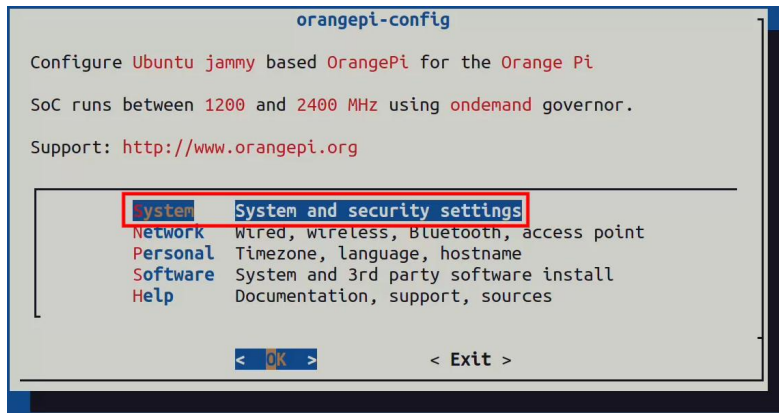 orangepi-config
Configure Ubuntu jammy based OrangePi for the Orange Pi
SoC runs between 1200 and 2400 MHz using ondemand governor.
Support: http://www.orangepi.org
System System and security settings
Network Wired, wireless, Bluetooth, access point
Personal Timezone, language, hostname
Software System and 3rd party software install
Help Documentation, support, sources
< OK > < Exit >